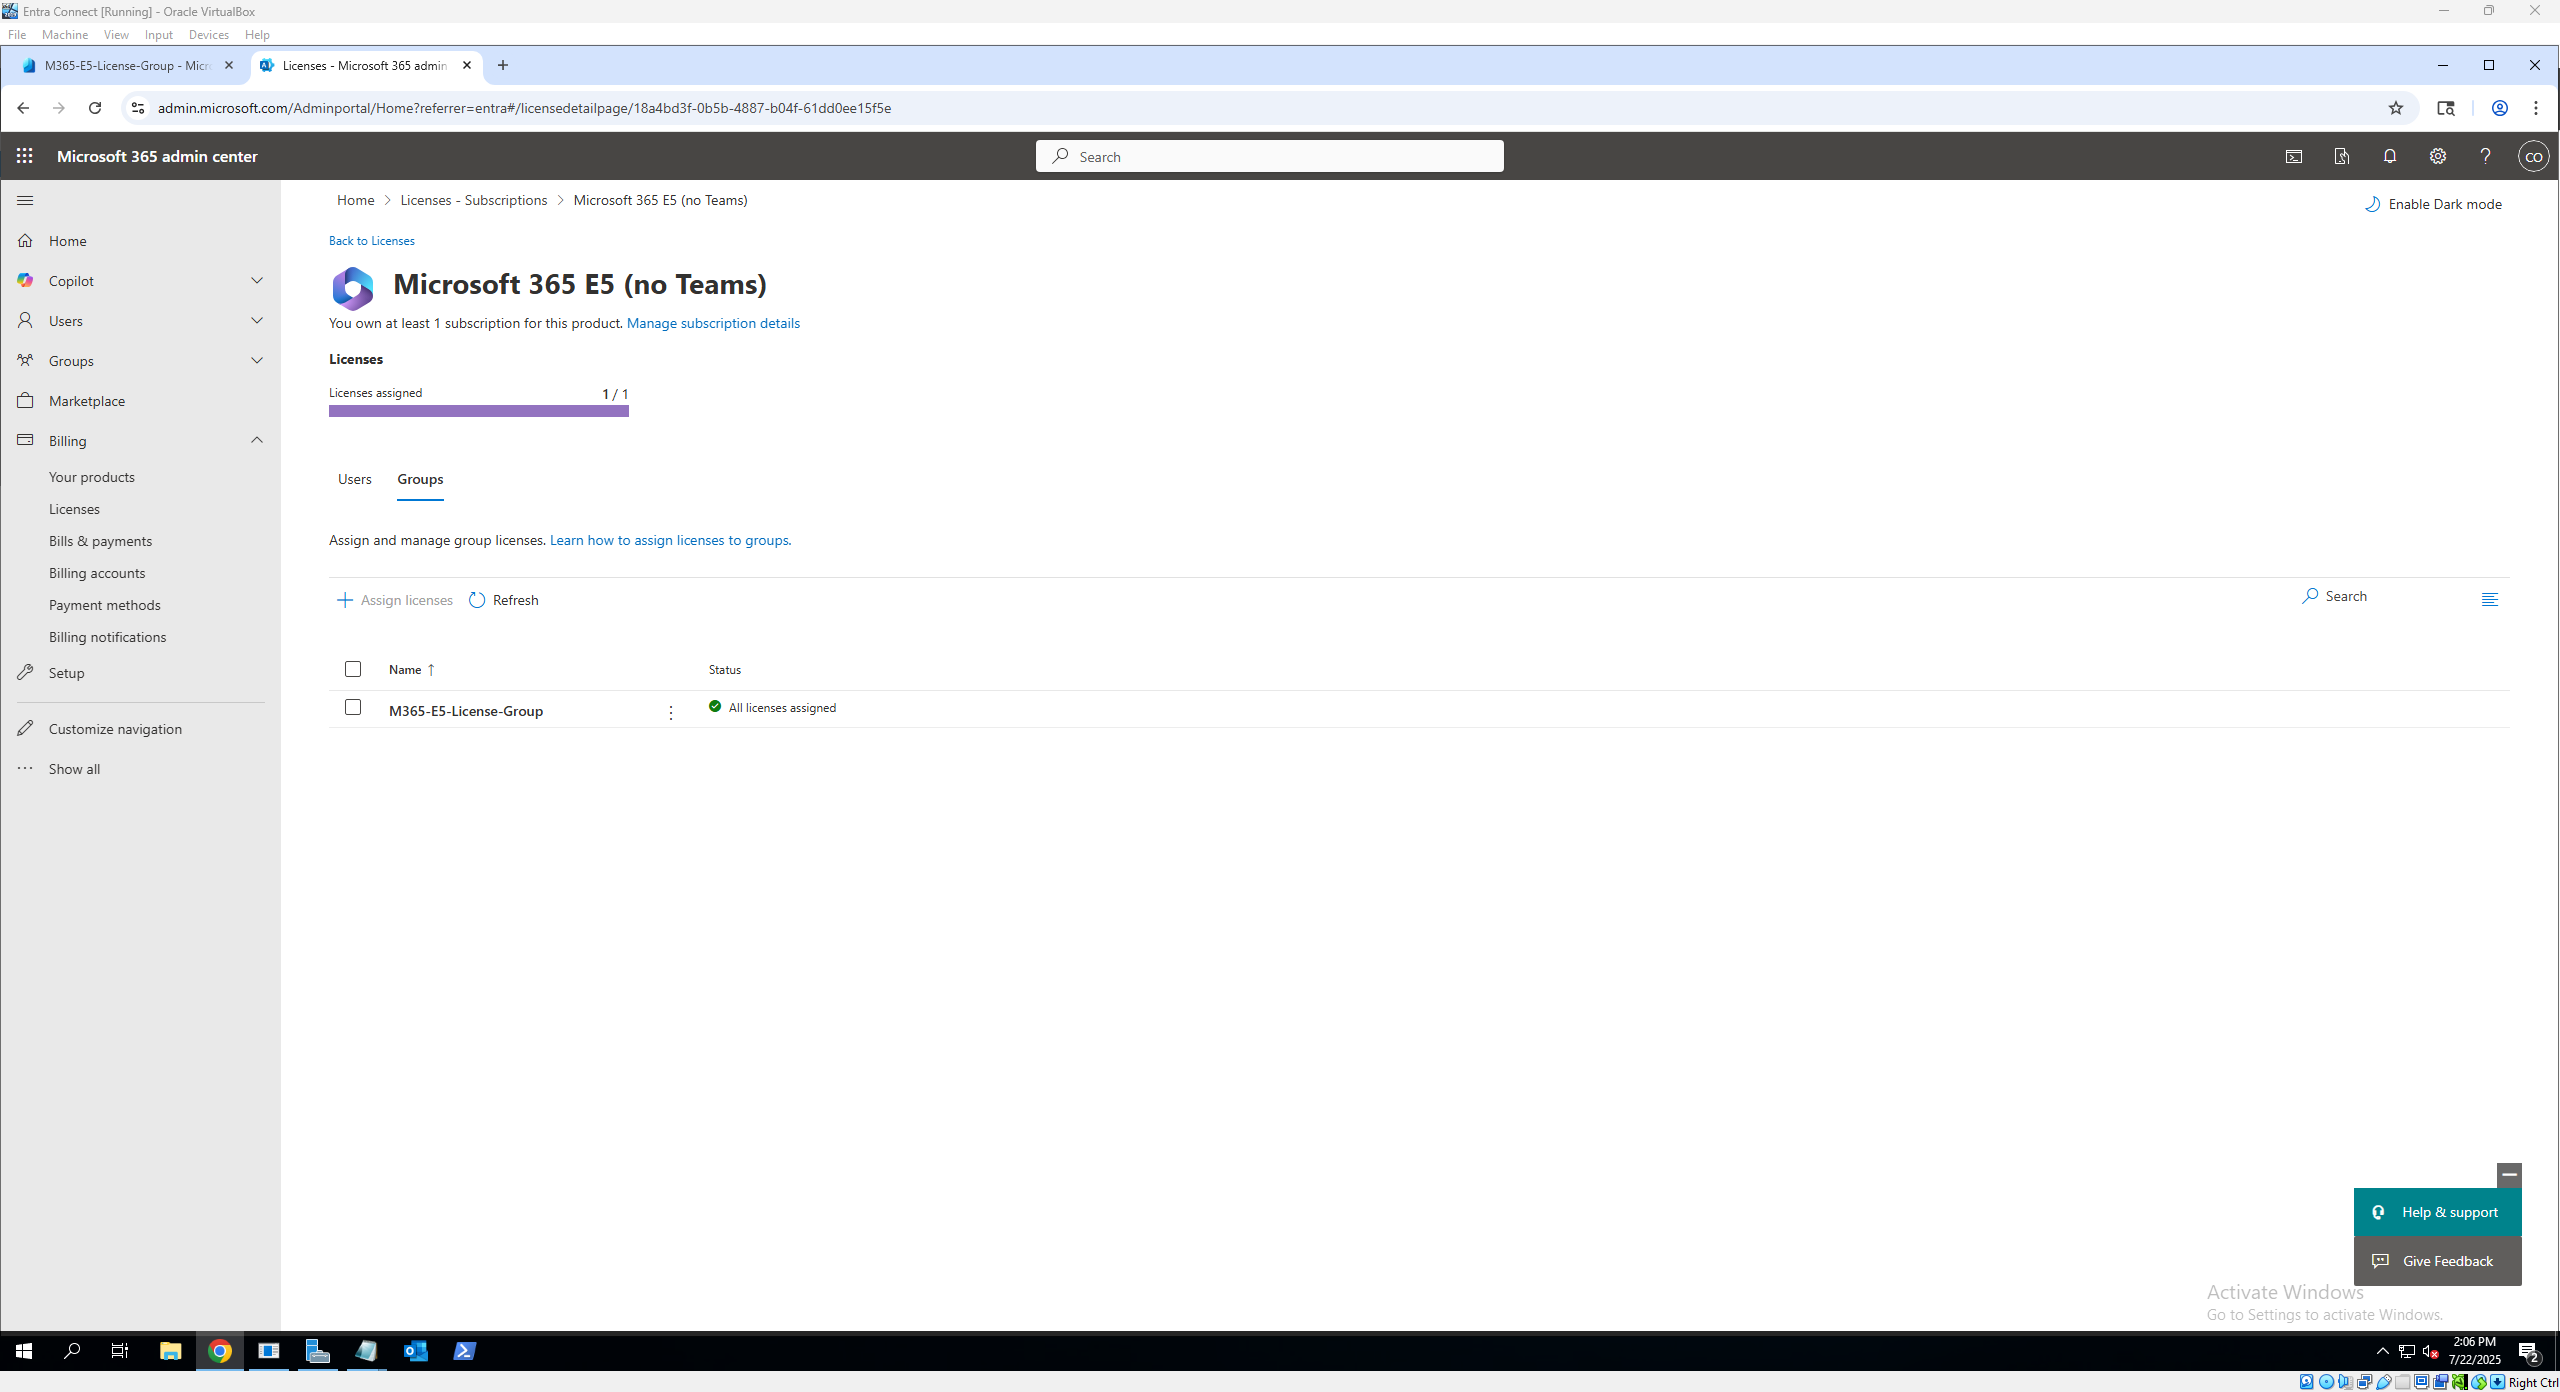 Entra Connect [Running] - Oracle VirtualBox
File Machine View Input Devices Help
M365-E5-License-Group - Micr
Licenses - Microsoft 365 admin
admin.microsoft.com/Adminportal/Home?referrer=entra#/licensedetailpage/18a4bd3f-0b5b-4887-b04f-61dd0ee15f5e
Microsoft 365 admin center
Search
CO
Home
Copilot
Users
Groups
Marketplace
Billing
Your products
Licenses
Bills & payments
Billing accounts
Payment methods
Billing notifications
Setup
Customize navigation
Show all
Home > Licenses - Subscriptions > Microsoft 365 E5 (no Teams)
Enable Dark mode
Back to Licenses
Microsoft 365 E5 (no Teams)
You own at least 1 subscription for this product. Manage subscription details
Licenses
Licenses assigned 1 / 1
Users Groups
Assign and manage group licenses. Learn how to assign licenses to groups.
Assign licenses Refresh
Search
Name ↑ Status
M365-E5-License-Group All licenses assigned
Help & support
Give Feedback
Activate Windows
Go to Settings to activate Windows.
2:06 PM
7/22/2025
2
Right Ctrl